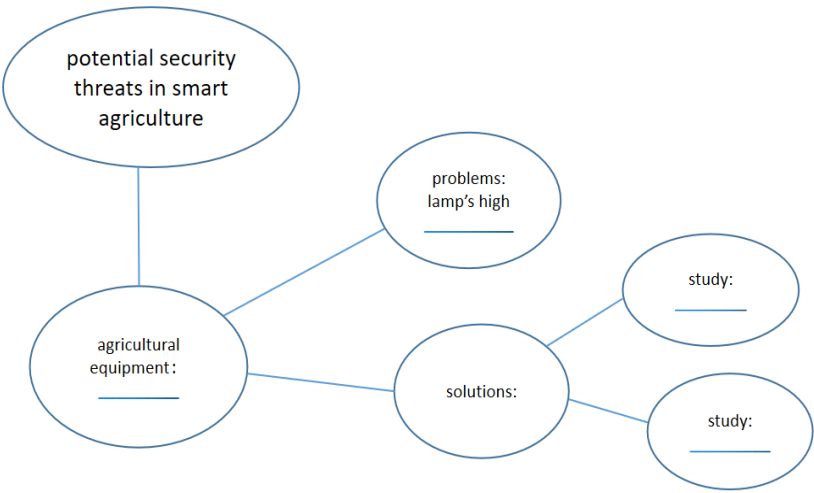 potential security
threats in smart
agriculture
problems:
lamp's high
study:
agricultural
equipment:
solutions:
study: